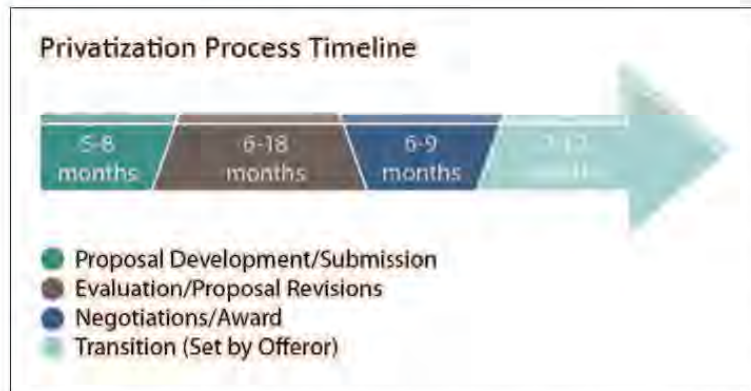 Privatization Process Timeline
5-8
months
6-18
months
6-9
months
Proposal Development/Submission
Evaluation/Proposal Revisions
Negotiations/Award
Transition (Set by Offeror)